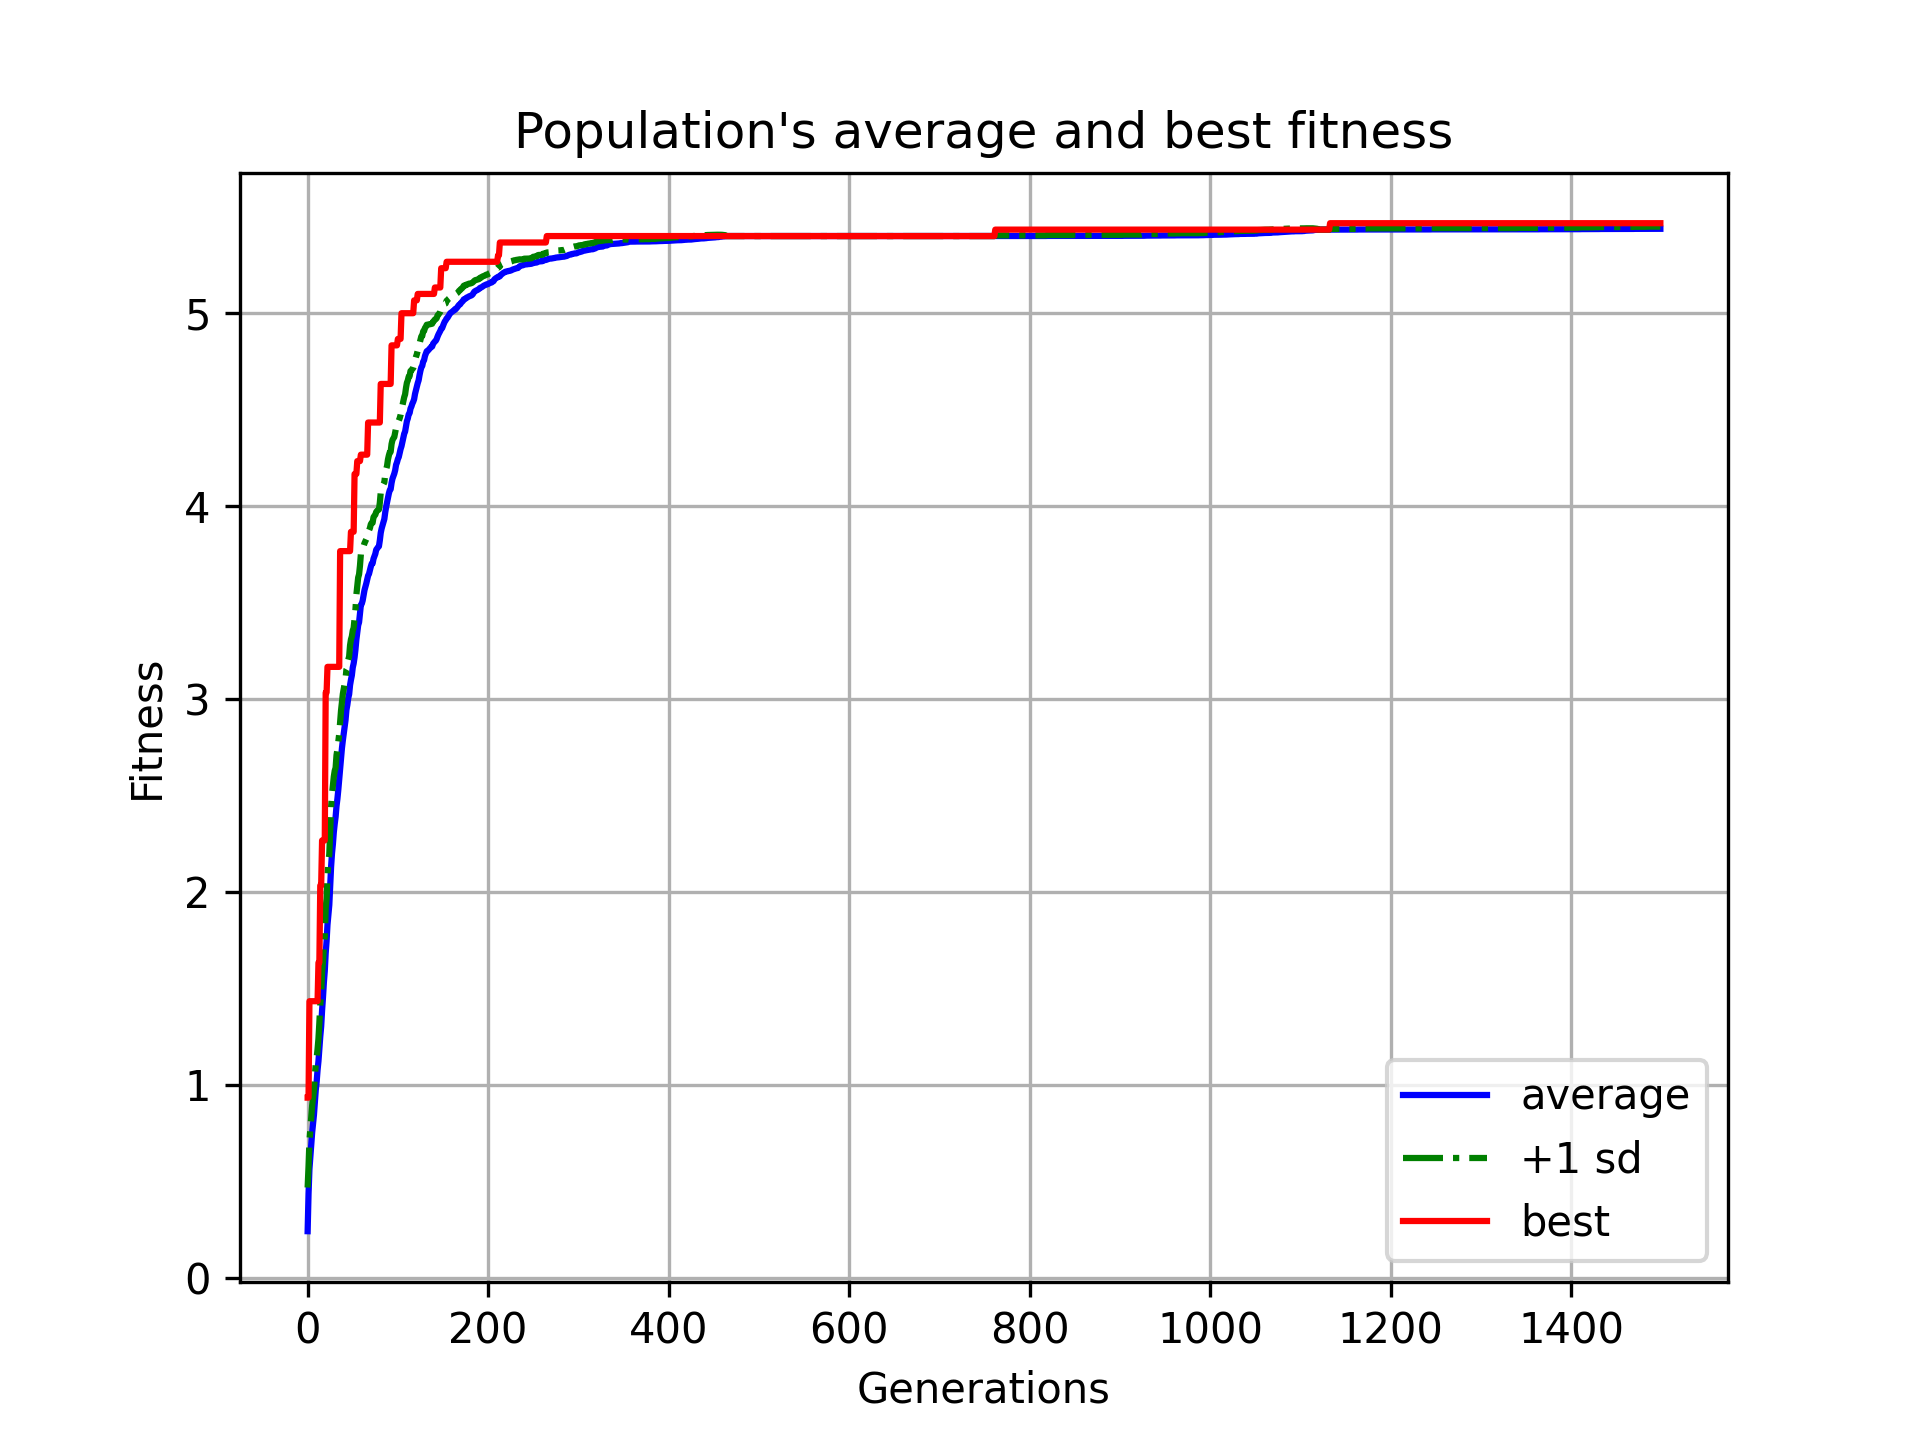 Population's average and best fitness
Fitness
5
4
3
2
1
0
0 200 400 600 800 1000 1200 1400
Generations
average
+1 sd
best